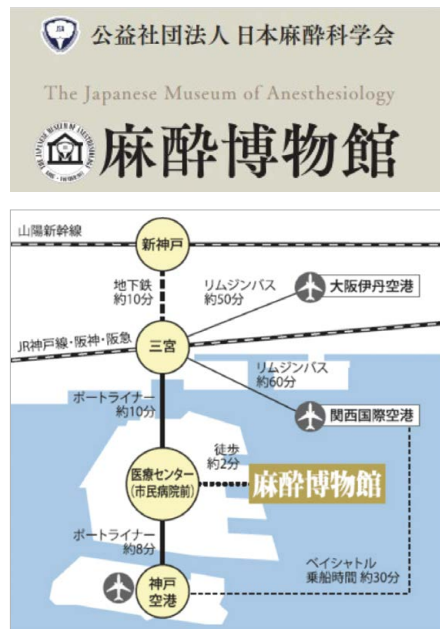 公益社団法人 日本麻酔科学会
The Japanese Museum of Anesthesiology
麻酔博物館
山陽新幹線
新神戸
地下鉄
約10分
リムジンバス
約50分
大阪伊丹空港
JR神戸線・阪神・阪急
三宮
リムジンバス
約60分
ポートライナー
約10分
関西国際空港
徒歩
約2分
医療センター
(市民病院前)
麻酔博物館
ポートライナー
約8分
ベイシャトル
乗船時間 約30分
神戸
空港